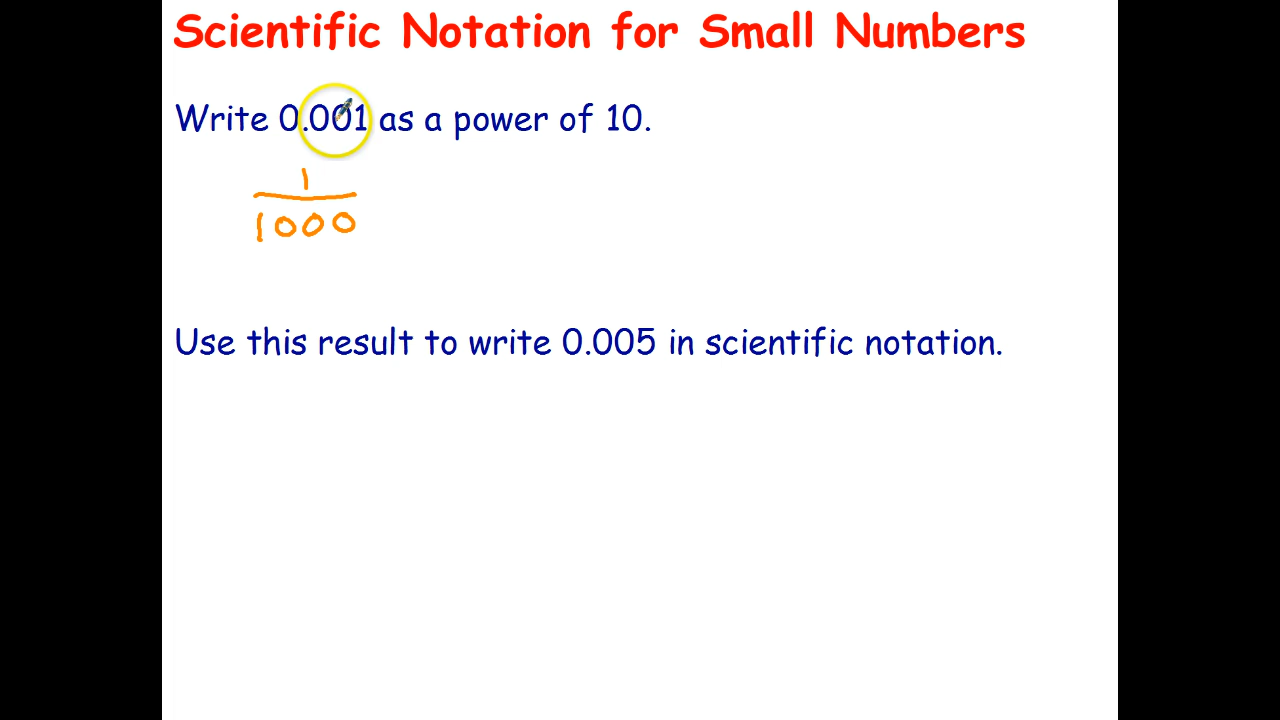 Scientific Notation for Small Numbers
Write 0.001 as a power of 10.
1
1000
Use this result to write 0.005 in scientific notation.